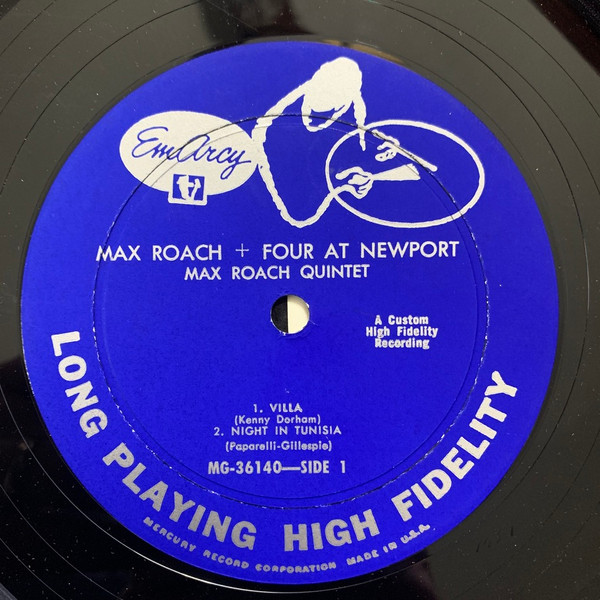 EmArcy
MAX ROACH + FOUR AT NEWPORT
MAX ROACH QUINTET
A Custom
High Fidelity
Recording
1. VILLA
(Kenny Dorham)
2. NIGHT IN TUNISIA
(Paparelli-Gillespie)
MG-36140—SIDE 1
LONG PLAYING HIGH FIDELITY
MERCURY RECORD CORPORATION MADE IN U.S.A.